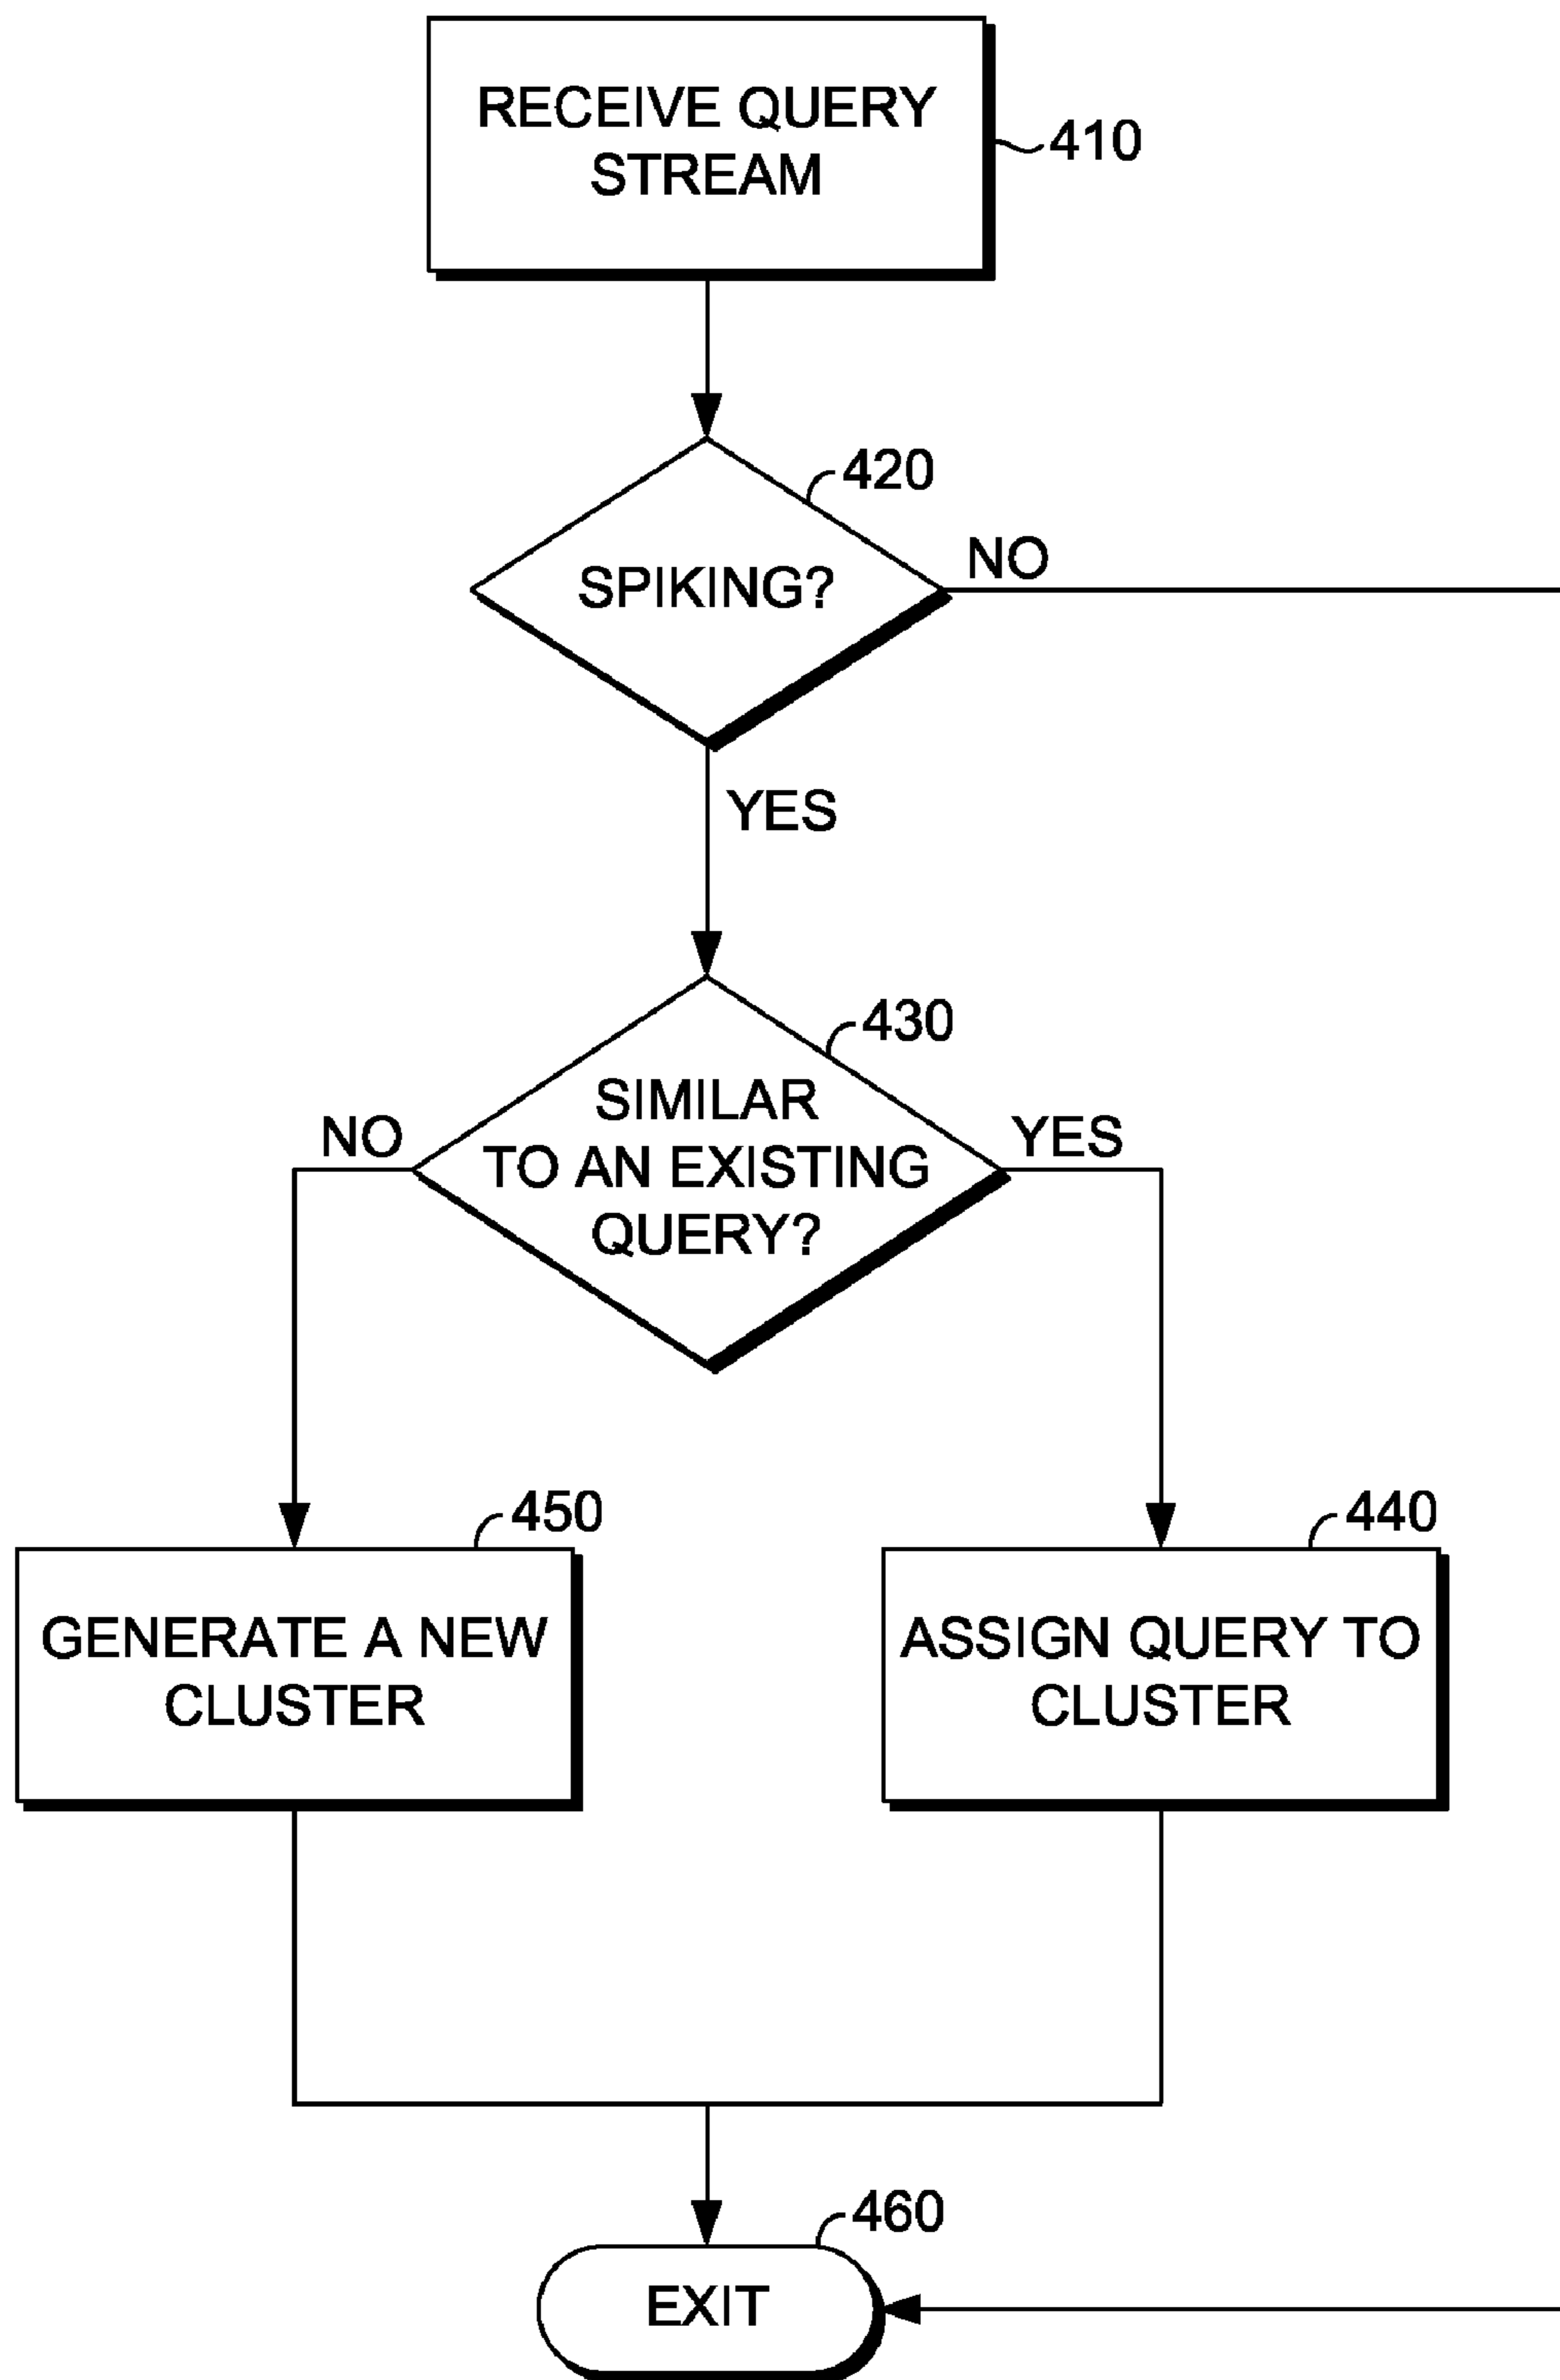 RECEIVE QUERY
STREAM
410
420
SPIKING?
NO
YES
430
SIMILAR
TO AN EXISTING
QUERY?
NO
YES
450
GENERATE A NEW
CLUSTER
440
ASSIGN QUERY TO
CLUSTER
460
EXIT